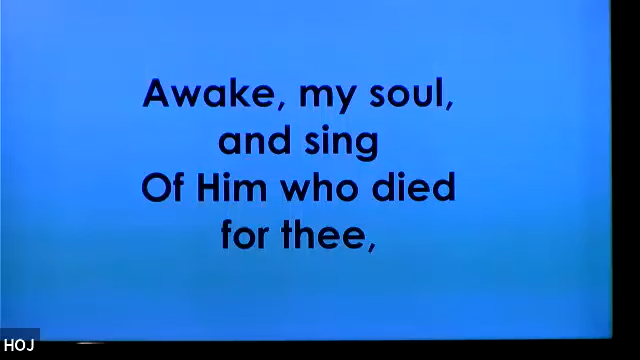 Awake, my soul,
and sing
Of Him who died
for thee,
HOJ